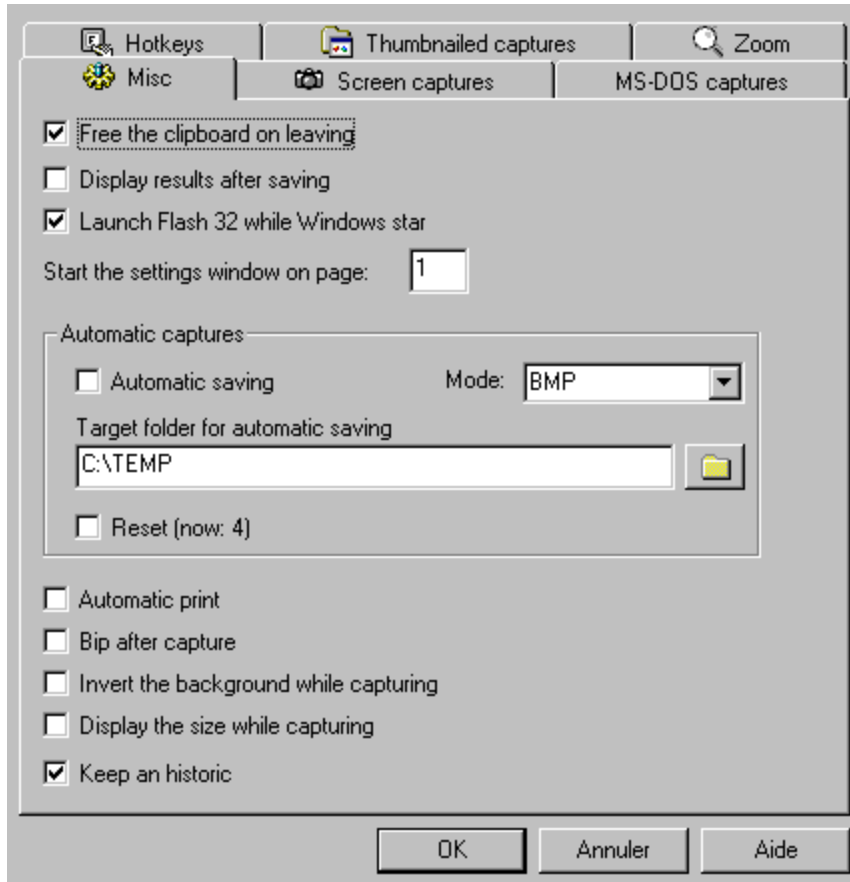 Hotkeys Thumbnailed captures Zoom
Misc Screen captures MS-DOS captures
Free the clipboard on leaving
Display results after saving
Launch Flash 32 while Windows star
Start the settings window on page: 1
Automatic captures
Automatic saving Mode: BMP
Target folder for automatic saving
C:\TEMP
Reset (now: 4)
Automatic print
Bip after capture
Invert the background while capturing
Display the size while capturing
Keep an historic
OK Annuler Aide